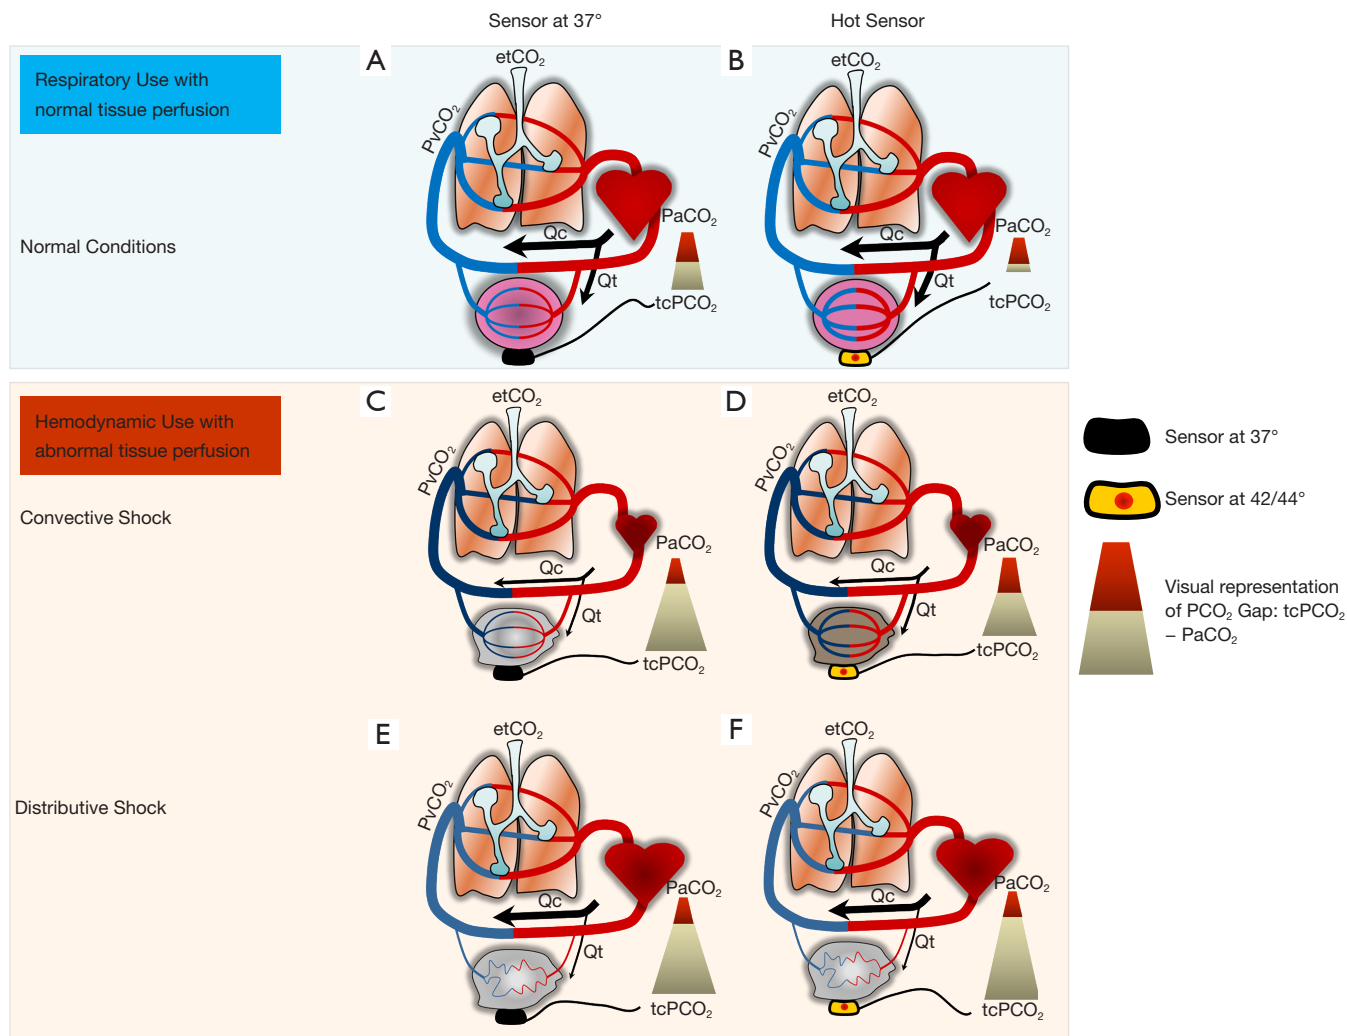 Sensor at 37°
Hot Sensor
Respiratory Use with
normal tissue perfusion
Normal Conditions
A
etCO₂
PvCO₂
PaCO₂
Qc
Qt
tcPCO₂
B
etCO₂
PvCO₂
PaCO₂
Qc
Qt
tcPCO₂
Hemodynamic Use with
abnormal tissue perfusion
Convective Shock
C
etCO₂
PvCO₂
PaCO₂
Qc
Qt
tcPCO₂
D
etCO₂
PvCO₂
PaCO₂
Qc
Qt
tcPCO₂
Distributive Shock
E
etCO₂
PvCO₂
PaCO₂
Qc
Qt
tcPCO₂
F
etCO₂
PvCO₂
PaCO₂
Qc
Qt
tcPCO₂
Sensor at 37°
Sensor at 42/44°
Visual representation
of PCO₂ Gap: tcPCO₂
– PaCO₂